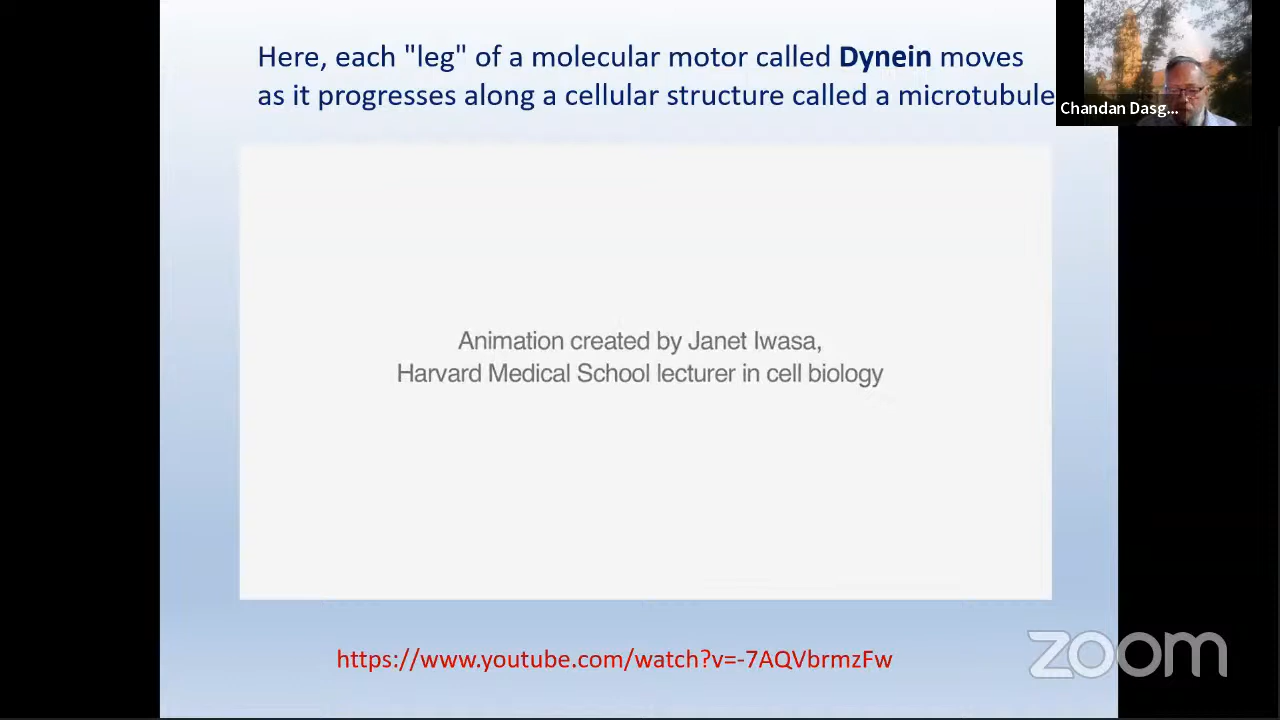 Here, each "leg" of a molecular motor called Dynein moves
as it progresses along a cellular structure called a microtubule
Chandan Dasg...
Animation created by Janet Iwasa,
Harvard Medical School lecturer in cell biology
https://www.youtube.com/watch?v=-7AQVbrmzFw
zoom